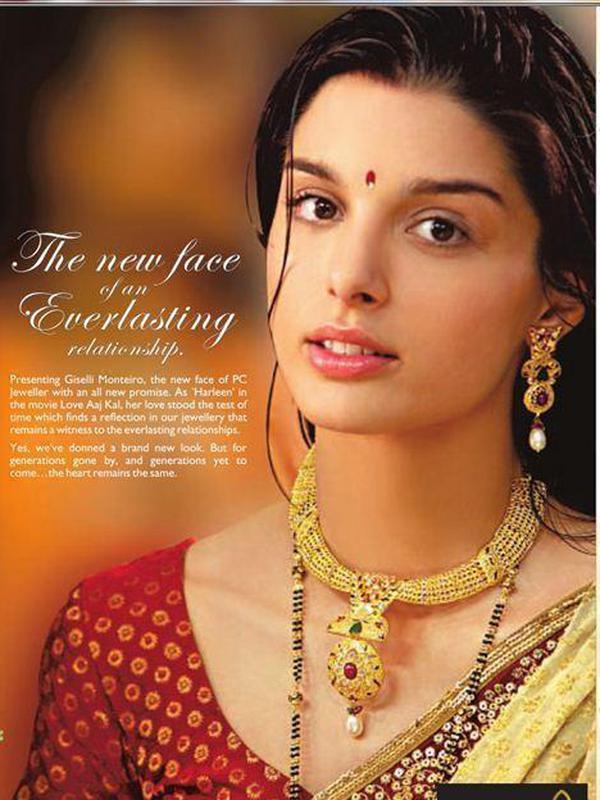 The new face
of an
Everlasting
relationship.
Presenting Giselli Monteiro, the new face of PC
Jeweller with an all new promise. As 'Harleen' in
the movie Love Aaj Kal, her love stood the test of
time which finds a reflection in our jewellery that
remains a witness to the everlasting relationships.
Yes, we've donned a brand new look. But for
generations gone by, and generations yet to
come...the heart remains the same.